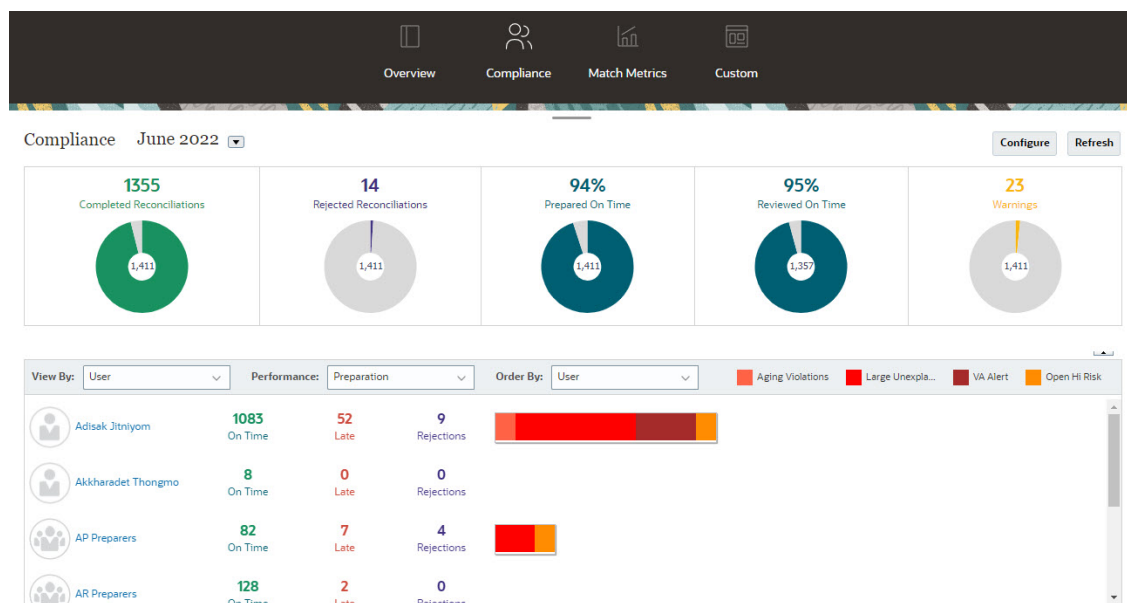 Overview Compliance Match Metrics Custom
Compliance June 2022
Configure Refresh
1355
Completed Reconciliations
1,411
14
Rejected Reconciliations
1,411
94%
Prepared On Time
1,411
95%
Reviewed On Time
1,357
23
Warnings
1,411
View By: User Performance: Preparation Order By: User Aging Violations Large Unexpla... VA Alert Open Hi Risk
Adisak Jitniyom
1083
On Time
52
Late
9
Rejections
Akkharadet Thongmo
8
On Time
0
Late
0
Rejections
AP Preparers
82
On Time
7
Late
4
Rejections
AR Preparers
128
On Time
2
Late
0
Rejections